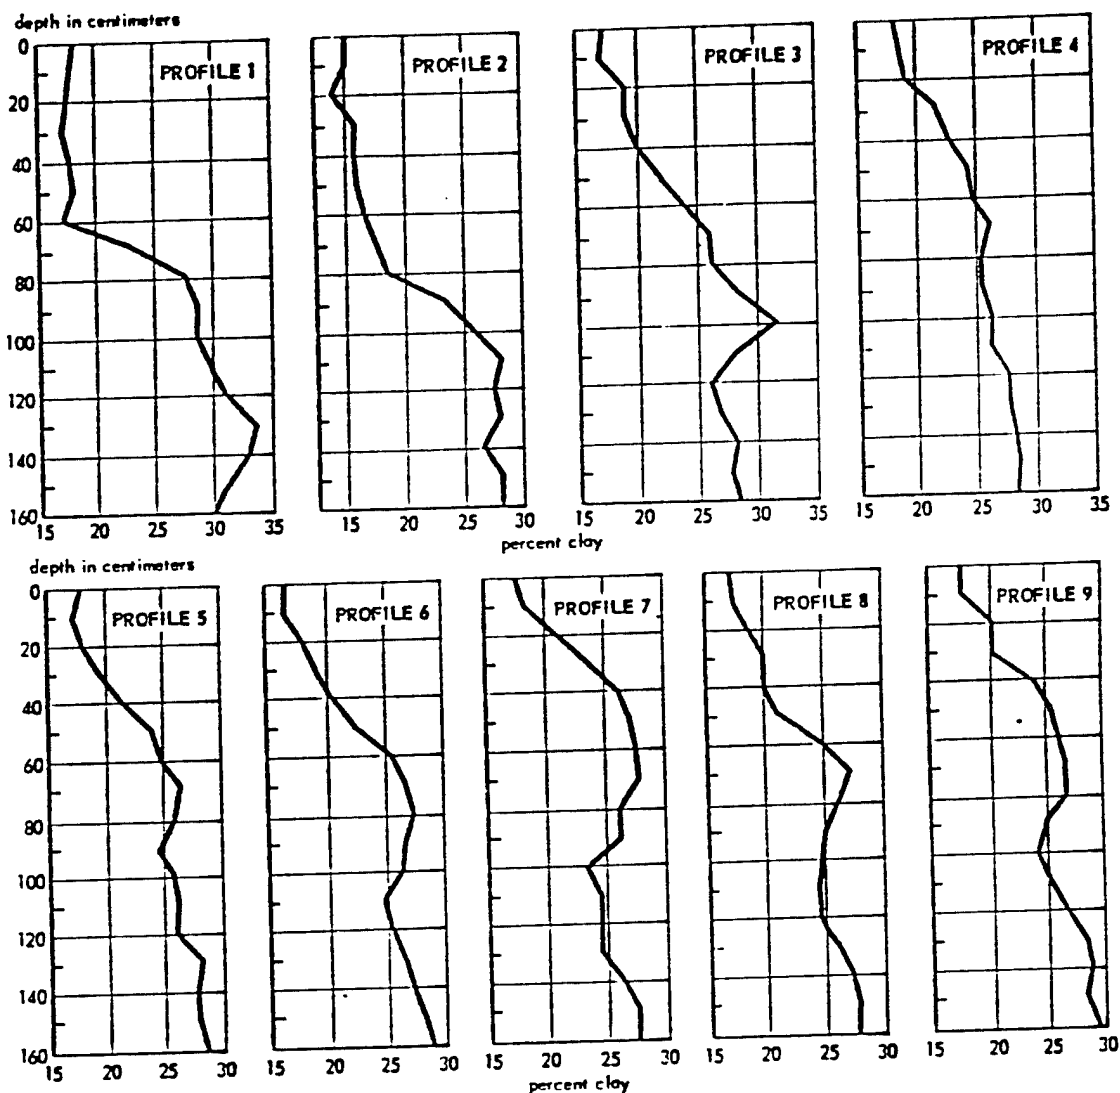 depth in centimeters
PROFILE 1
PROFILE 2
PROFILE 3
PROFILE 4
0
20
40
60
80
100
120
140
160
15 20 25 30 35
15 20 25 30
15 20 25 30 35
15 20 25 30 35
percent clay
depth in centimeters
PROFILE 5
PROFILE 6
PROFILE 7
PROFILE 8
PROFILE 9
0
20
40
60
80
100
120
140
160
15 20 25 30
15 20 25 30
15 20 25 30
15 20 25 30
15 20 25 30
percent clay